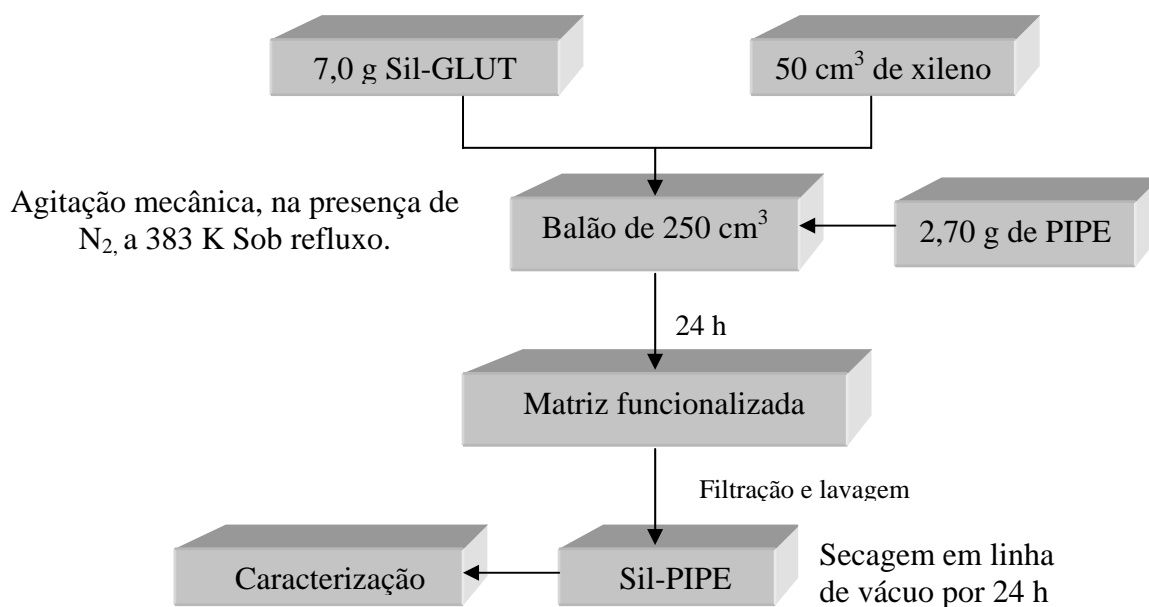 7,0 g Sil-GLUT
50 cm³ de xileno
Agitação mecânica, na presença de
N₂, a 383 K Sob refluxo.
Balão de 250 cm³
2,70 g de PIPE
24 h
Matriz funcionalizada
Filtração e lavagem
Caracterização
Sil-PIPE
Secagem em linha
de vácuo por 24 h